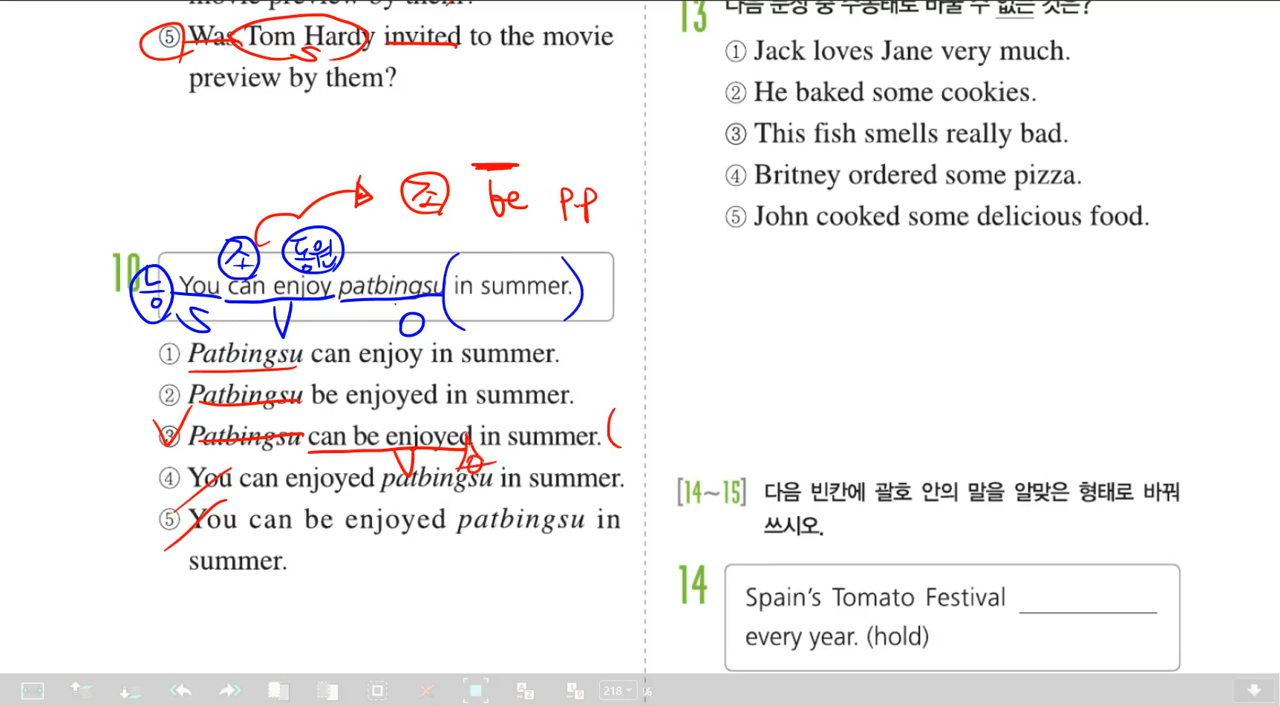 movie preview by them?
⑤ Was Tom Hardy invited to the movie
preview by them?
S
조 be p.p
조 동원
10 능 You can enjoy patbingsu (in summer.)
S V O
① Patbingsu can enjoy in summer.
② Patbingsu be enjoyed in summer.
③ Patbingsu can be enjoyed in summer. (
V
④ You can enjoyed patbingsu in summer.
⑤ You can be enjoyed patbingsu in
summer.
13 다음 문장 중 수동태로 바꿀 수 없는 것은?
① Jack loves Jane very much.
② He baked some cookies.
③ This fish smells really bad.
④ Britney ordered some pizza.
⑤ John cooked some delicious food.
[14~15] 다음 빈칸에 괄호 안의 말을 알맞은 형태로 바꿔
쓰시오.
14 Spain's Tomato Festival ____________
every year. (hold)
218 %